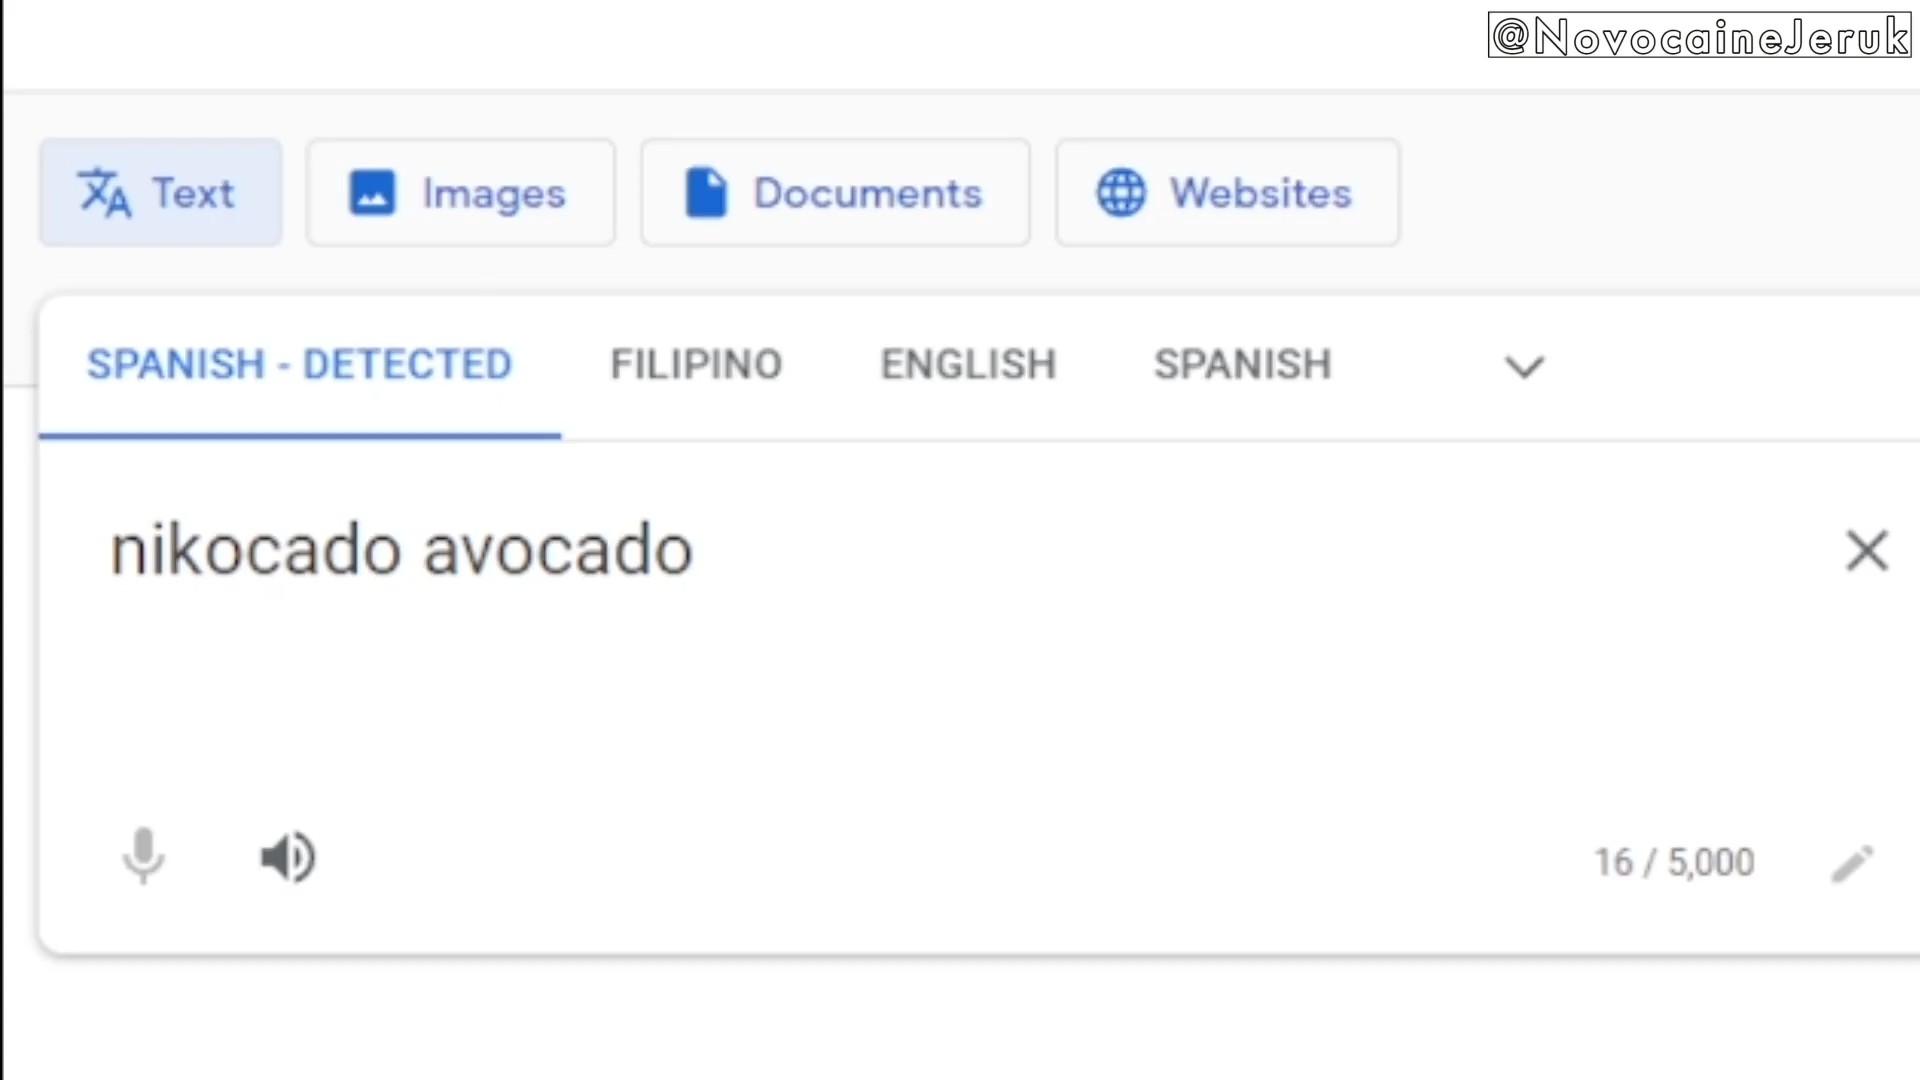 @NovocaineJeruk
Text Images Documents Websites
SPANISH - DETECTED FILIPINO ENGLISH SPANISH
nikocado avocado
16 / 5,000